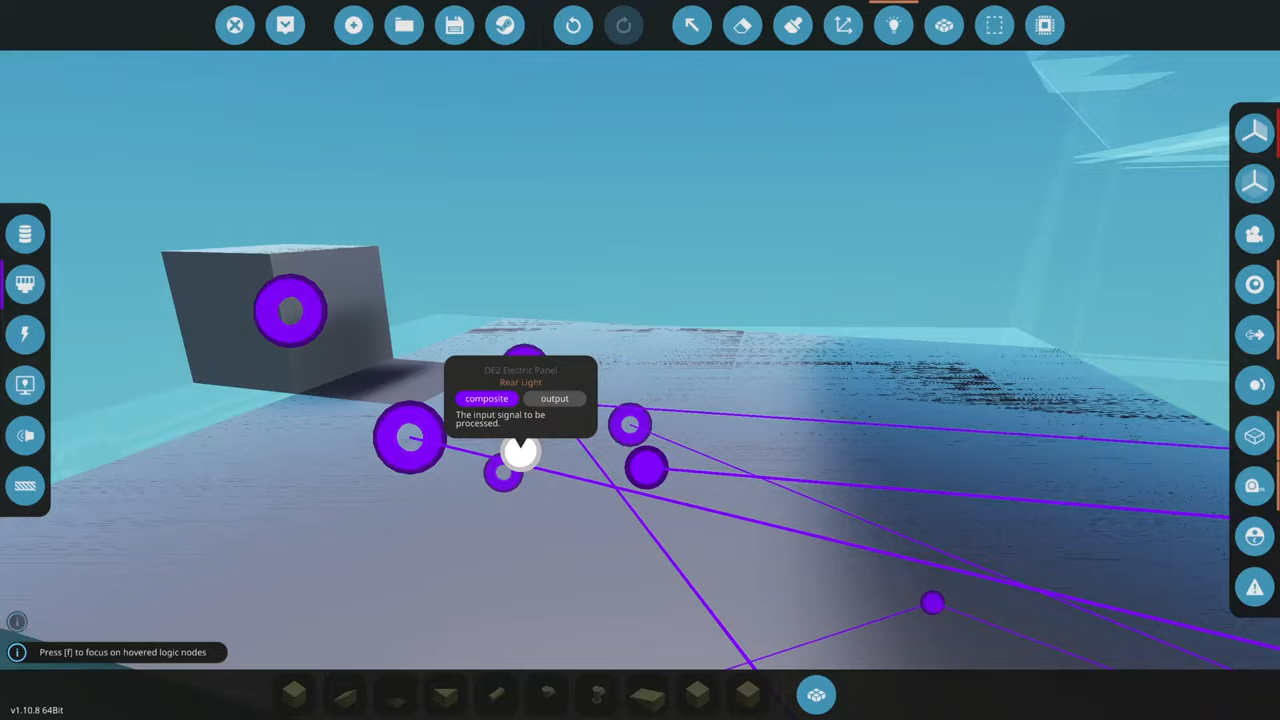 DE2 Electric Panel
Rear Light
composite output
The input signal to be
processed.
Press [f] to focus on hovered logic nodes
v1.10.8 64Bit